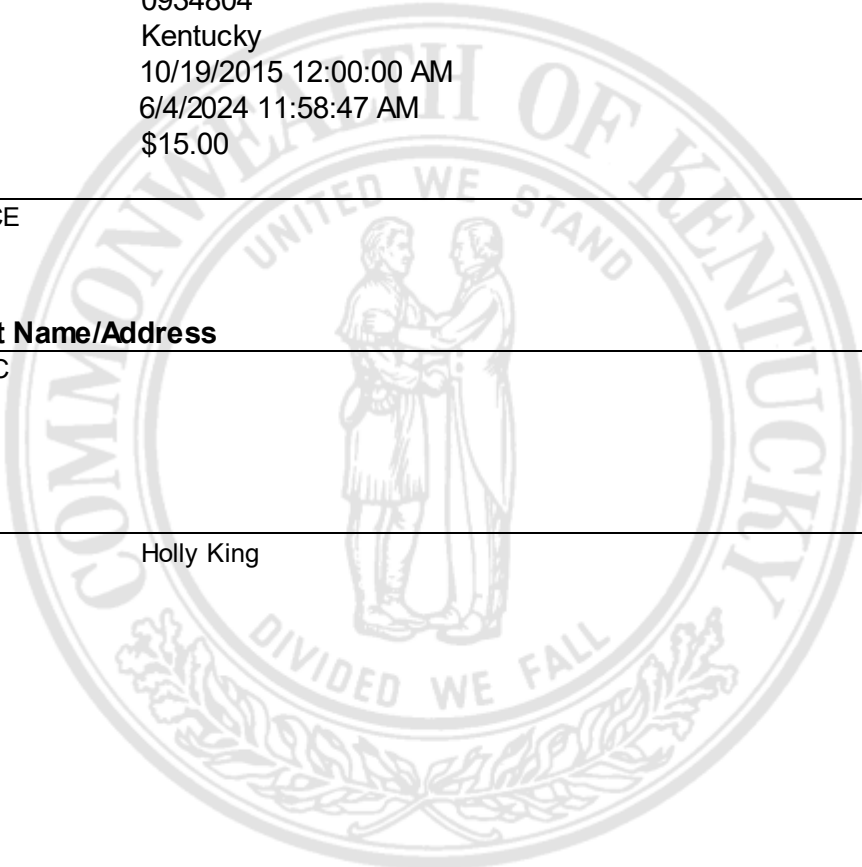 0934804
Kentucky
10/19/2015 12:00:00 AM
6/4/2024 11:58:47 AM
$15.00
CE
t Name/Address
C
Holly King
COMMONWEALTH OF KENTUCKY
UNITED WE STAND
DIVIDED WE FALL